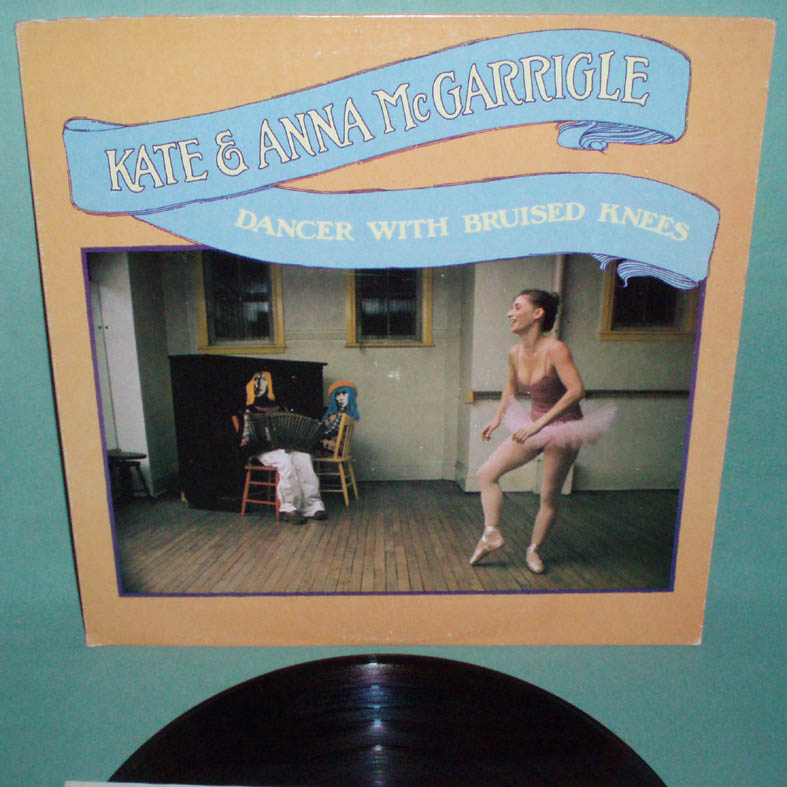 KATE & ANNA McGARRIGLE
DANCER WITH BRUISED KNEES